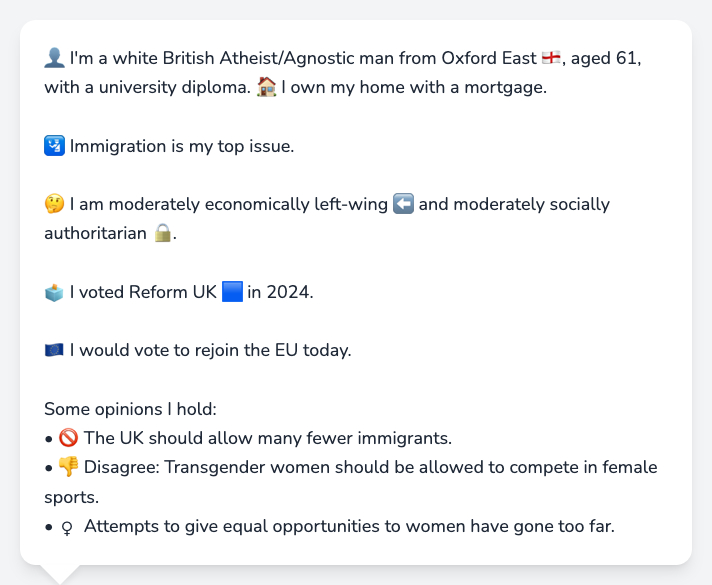 👤 I'm a white British Atheist/Agnostic man from Oxford East 🏴󠁧󠁢󠁥󠁮󠁧󠁿, aged 61,
with a university diploma. 🏠 I own my home with a mortgage.
🛂 Immigration is my top issue.
🤔 I am moderately economically left-wing ⬅️ and moderately socially
authoritarian 🔒.
🗳️ I voted Reform UK 🟦 in 2024.
🇪🇺 I would vote to rejoin the EU today.
Some opinions I hold:
• 🚫 The UK should allow many fewer immigrants.
• 👎 Disagree: Transgender women should be allowed to compete in female
sports.
• ♀ Attempts to give equal opportunities to women have gone too far.